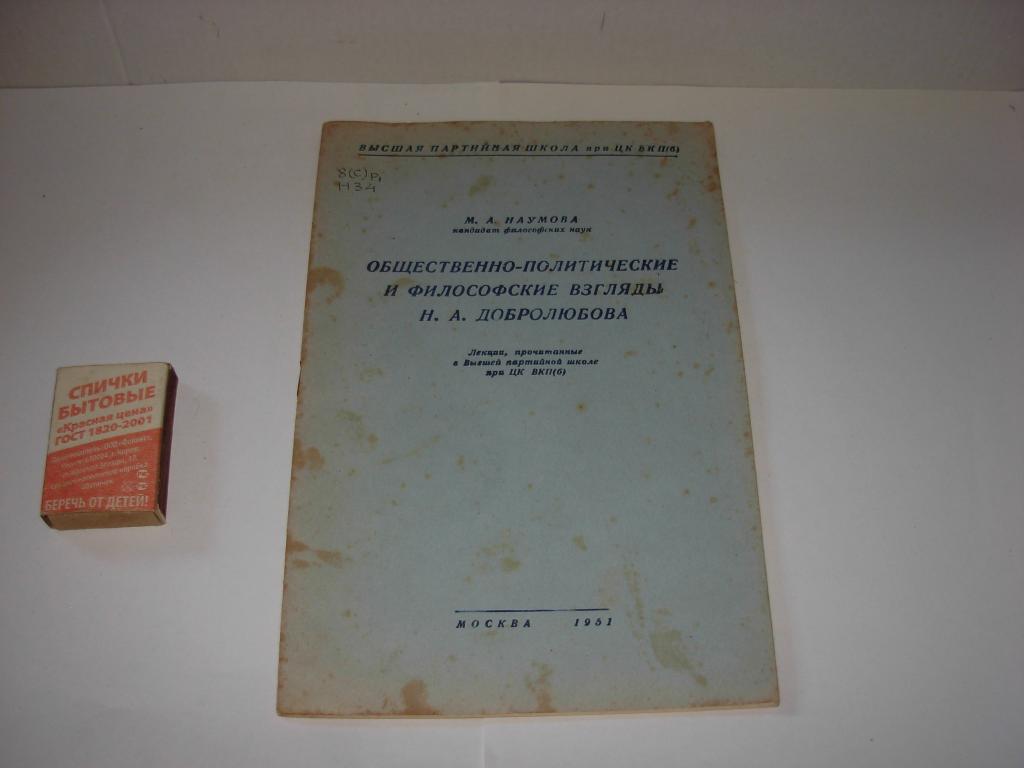 ВЫСШАЯ ПАРТИЙНАЯ ШКОЛА при ЦК ВКП(б)
8(С)р,
Н34
М. А. НАУМОВА
кандидат философских наук
ОБЩЕСТВЕННО-ПОЛИТИЧЕСКИЕ
И ФИЛОСОФСКИЕ ВЗГЛЯДЫ
Н. А. ДОБРОЛЮБОВА
Лекции, прочитанные
в Высшей партийной школе
при ЦК ВКП(б)
МОСКВА 1951
СПИЧКИ
БЫТОВЫЕ
«Красная цена»
ГОСТ 1820-2001
БЕРЕЧЬ ОТ ДЕТЕЙ!